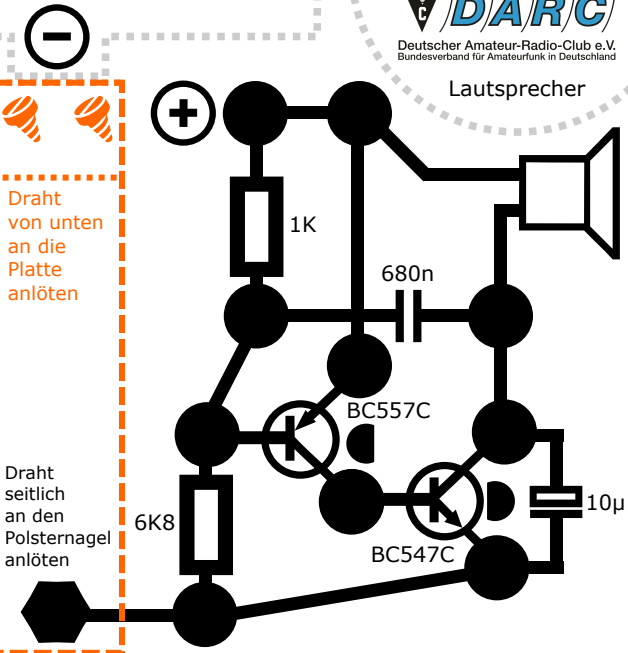 DARC
Deutscher Amateur-Radio-Club e.V.
Bundesverband für Amateurfunk in Deutschland
Lautsprecher
−
+
Draht
von unten
an die
Platte
anlöten
1K
680n
BC557C
Draht
seitlich
an den
Polsternagel
anlöten
6K8
10µ
BC547C